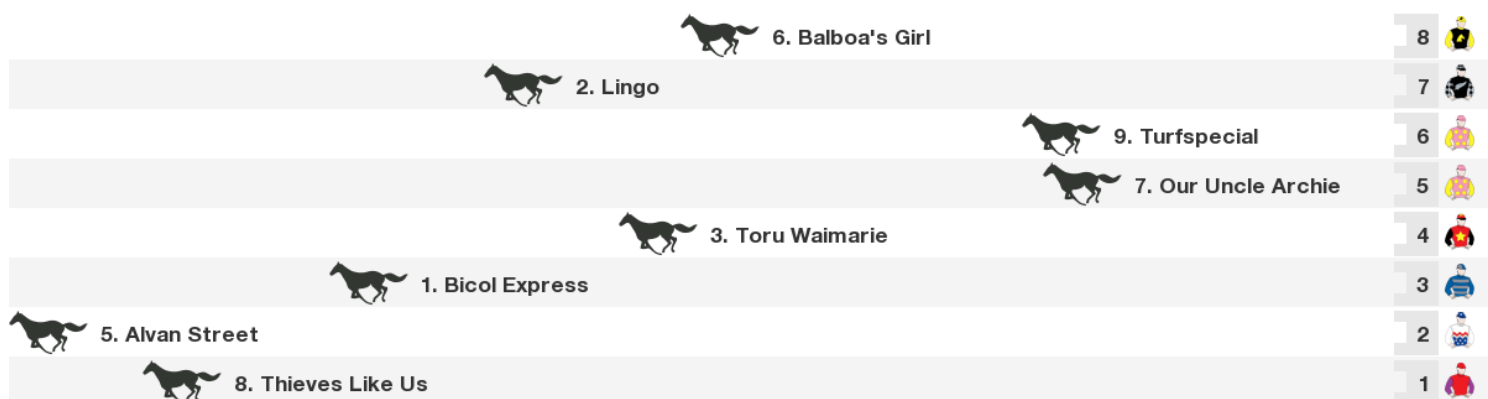 6. Balboa's Girl 8
2. Lingo 7
9. Turfspecial 6
7. Our Uncle Archie 5
3. Toru Waimarie 4
1. Bicol Express 3
5. Alvan Street 2
8. Thieves Like Us 1